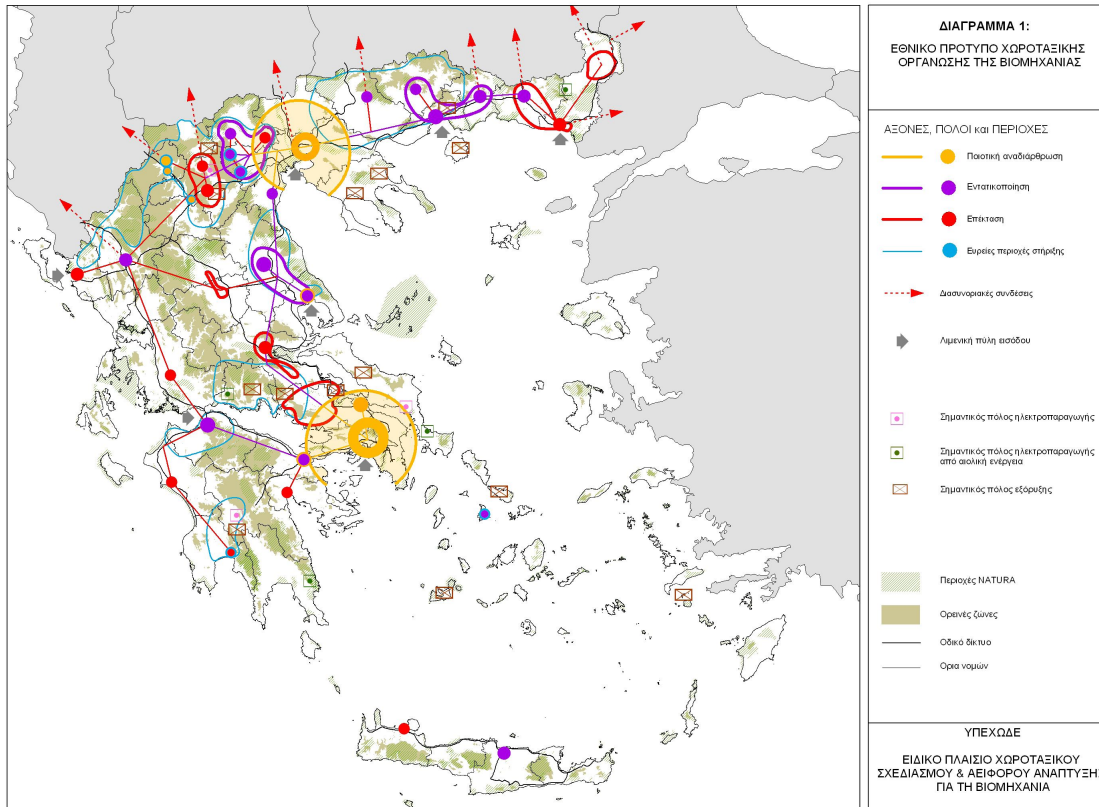 ΔΙΑΓΡΑΜΜΑ 1:
ΕΘΝΙΚΟ ΠΡΟΤΥΠΟ ΧΩΡΟΤΑΞΙΚΗΣ
ΟΡΓΑΝΩΣΗΣ ΤΗΣ ΒΙΟΜΗΧΑΝΙΑΣ
ΑΞΟΝΕΣ, ΠΟΛΟΙ και ΠΕΡΙΟΧΕΣ
Ποιοτική αναδιάρθρωση
Εντατικοποίηση
Επέκταση
Ευρείες περιοχές στήριξης
Διασυνοριακές συνδέσεις
Λιμενική πύλη εισόδου
Σημαντικός πόλος ηλεκτροπαραγωγής
Σημαντικός πόλος ηλεκτροπαραγωγής
από αιολική ενέργεια
Σημαντικός πόλος εξόρυξης
Περιοχές NATURA
Ορεινές ζώνες
Οδικό δίκτυο
Ορια νομών
ΥΠΕΧΩΔΕ
ΕΙΔΙΚΟ ΠΛΑΙΣΙΟ ΧΩΡΟΤΑΞΙΚΟΥ
ΣΧΕΔΙΑΣΜΟΥ & ΑΕΙΦΟΡΟΥ ΑΝΑΠΤΥΞΗΣ
ΓΙΑ ΤΗ ΒΙΟΜΗΧΑΝΙΑ